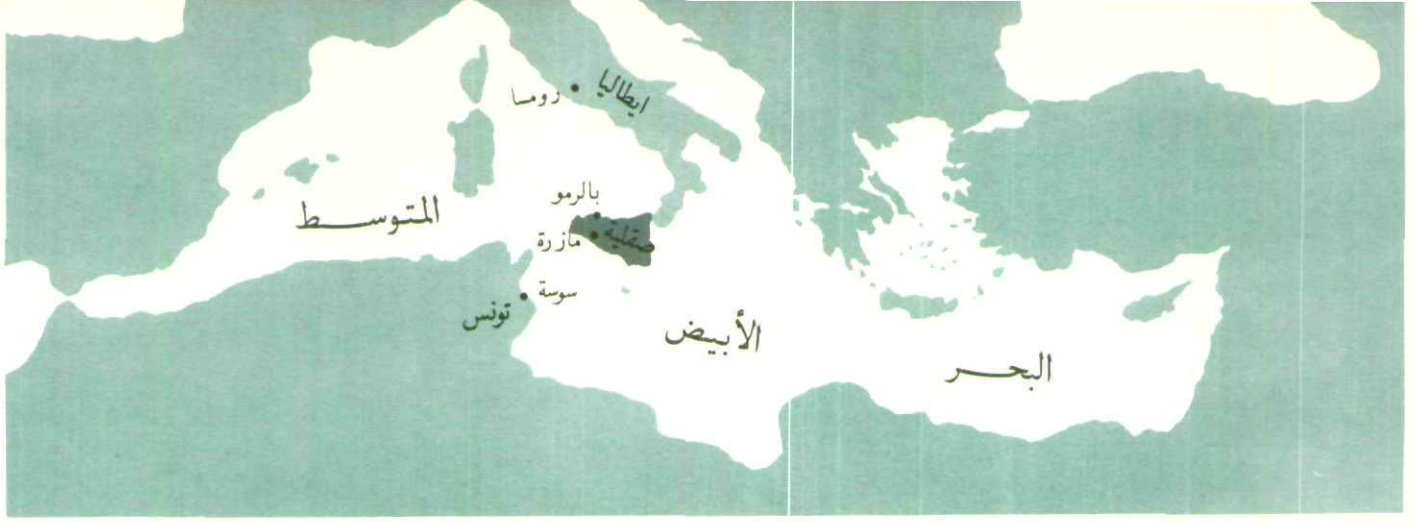 ايطاليا
روما
بالرمو
صقلية
مازرة
سوسة
تونس
البحر
الأبيض
المتوسط